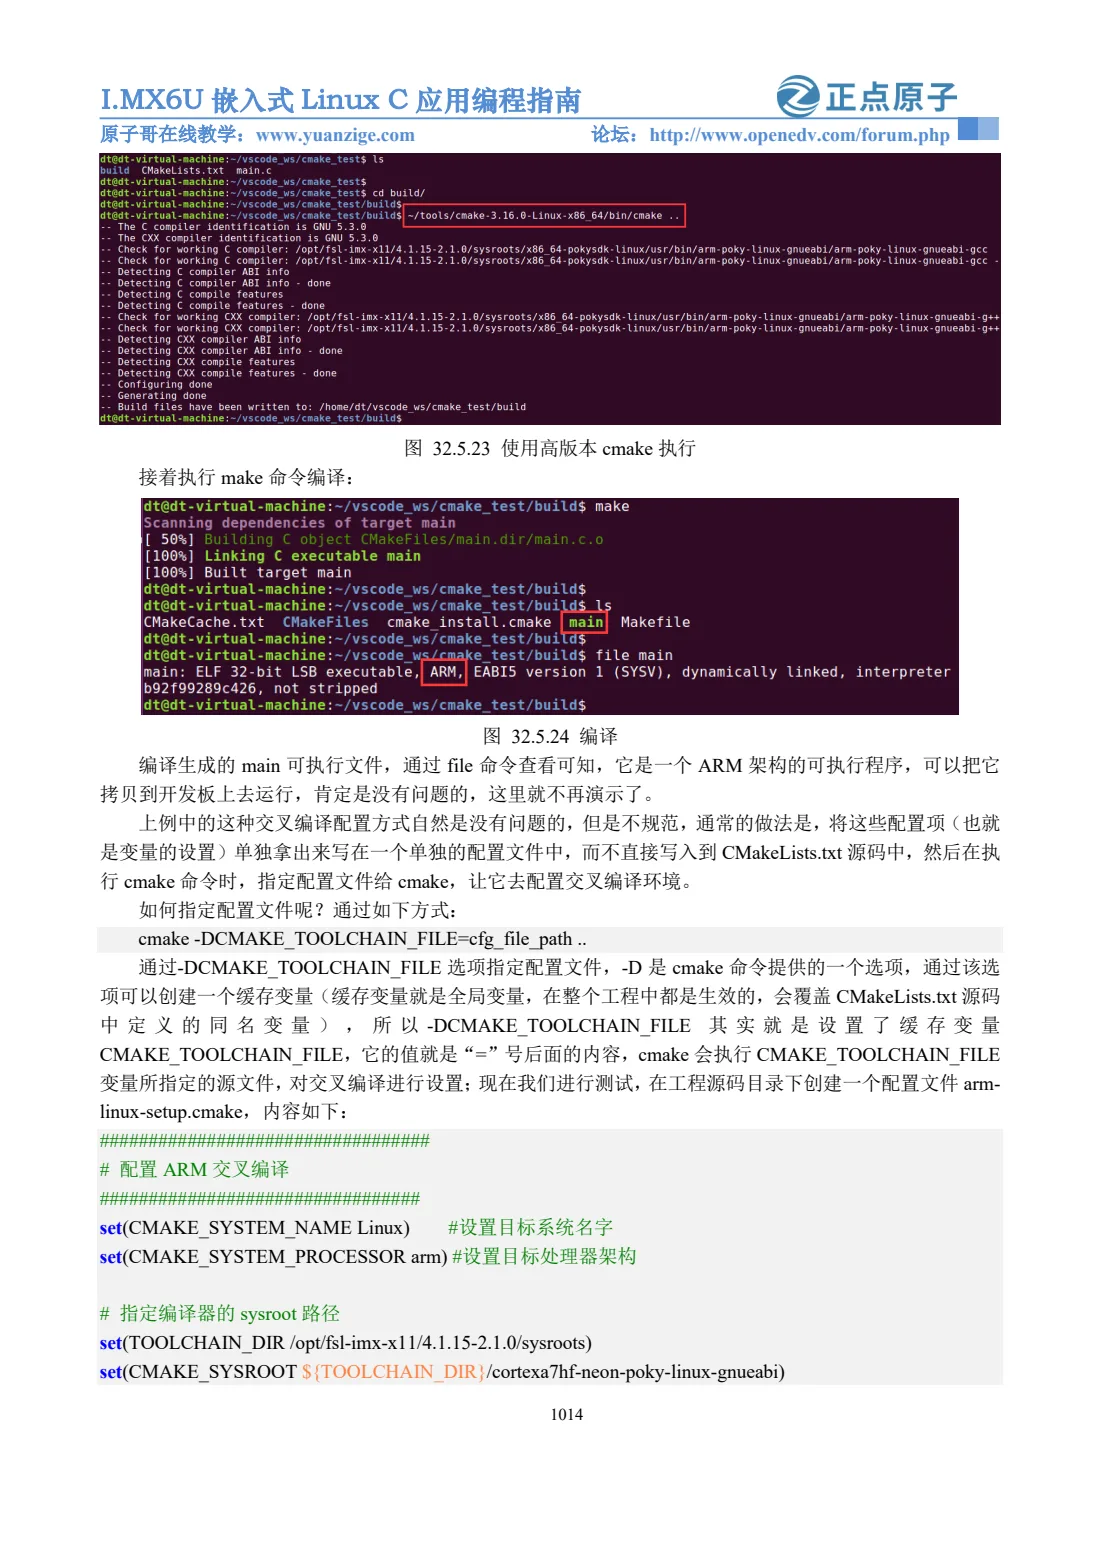 I.MX6U 嵌入式 Linux C 应用编程指南
正点原子
原子哥在线教学：www.yuanzige.com
论坛：http://www.openedv.com/forum.php
dt@dt-virtual-machine:~/vscode_ws/cmake_test$ ls
build  CMakeLists.txt  main.c
dt@dt-virtual-machine:~/vscode_ws/cmake_test$
dt@dt-virtual-machine:~/vscode_ws/cmake_test$ cd build/
dt@dt-virtual-machine:~/vscode_ws/cmake_test/build$
dt@dt-virtual-machine:~/vscode_ws/cmake_test/build$ ~/tools/cmake-3.16.0-Linux-x86_64/bin/cmake ..
-- The C compiler identification is GNU 5.3.0
-- The CXX compiler identification is GNU 5.3.0
-- Check for working C compiler: /opt/fsl-imx-x11/4.1.15-2.1.0/sysroots/x86_64-pokysdk-linux/usr/bin/arm-poky-linux-gnueabi/arm-poky-linux-gnueabi-gcc
-- Check for working C compiler: /opt/fsl-imx-x11/4.1.15-2.1.0/sysroots/x86_64-pokysdk-linux/usr/bin/arm-poky-linux-gnueabi/arm-poky-linux-gnueabi-gcc -
-- Detecting C compiler ABI info
-- Detecting C compiler ABI info - done
-- Detecting C compile features
-- Detecting C compile features - done
-- Check for working CXX compiler: /opt/fsl-imx-x11/4.1.15-2.1.0/sysroots/x86_64-pokysdk-linux/usr/bin/arm-poky-linux-gnueabi/arm-poky-linux-gnueabi-g++
-- Check for working CXX compiler: /opt/fsl-imx-x11/4.1.15-2.1.0/sysroots/x86_64-pokysdk-linux/usr/bin/arm-poky-linux-gnueabi/arm-poky-linux-gnueabi-g++
-- Detecting CXX compiler ABI info
-- Detecting CXX compiler ABI info - done
-- Detecting CXX compile features
-- Detecting CXX compile features - done
-- Configuring done
-- Generating done
-- Build files have been written to: /home/dt/vscode_ws/cmake_test/build
dt@dt-virtual-machine:~/vscode_ws/cmake_test/build$
图 32.5.23 使用高版本 cmake 执行
接着执行 make 命令编译：
dt@dt-virtual-machine:~/vscode_ws/cmake_test/build$ make
Scanning dependencies of target main
[ 50%] Building C object CMakeFiles/main.dir/main.c.o
[100%] Linking C executable main
[100%] Built target main
dt@dt-virtual-machine:~/vscode_ws/cmake_test/build$
dt@dt-virtual-machine:~/vscode_ws/cmake_test/build$ ls
CMakeCache.txt  CMakeFiles  cmake_install.cmake  main  Makefile
dt@dt-virtual-machine:~/vscode_ws/cmake_test/build$
dt@dt-virtual-machine:~/vscode_ws/cmake_test/build$ file main
main: ELF 32-bit LSB executable, ARM, EABI5 version 1 (SYSV), dynamically linked, interpreter
b92f99289c426, not stripped
dt@dt-virtual-machine:~/vscode_ws/cmake_test/build$
图 32.5.24 编译
编译生成的 main 可执行文件，通过 file 命令查看可知，它是一个 ARM 架构的可执行程序，可以把它
拷贝到开发板上去运行，肯定是没有问题的，这里就不再演示了。
上例中的这种交叉编译配置方式自然是没有问题的，但是不规范，通常的做法是，将这些配置项（也就
是变量的设置）单独拿出来写在一个单独的配置文件中，而不直接写入到 CMakeLists.txt 源码中，然后在执
行 cmake 命令时，指定配置文件给 cmake，让它去配置交叉编译环境。
如何指定配置文件呢？通过如下方式：
cmake -DCMAKE_TOOLCHAIN_FILE=cfg_file_path ..
通过-DCMAKE_TOOLCHAIN_FILE 选项指定配置文件，-D 是 cmake 命令提供的一个选项，通过该选
项可以创建一个缓存变量（缓存变量就是全局变量，在整个工程中都是生效的，会覆盖 CMakeLists.txt 源码
中定义的同名变量），所以-DCMAKE_TOOLCHAIN_FILE 其实就是设置了缓存变量
CMAKE_TOOLCHAIN_FILE，它的值就是“=”号后面的内容，cmake 会执行 CMAKE_TOOLCHAIN_FILE
变量所指定的源文件，对交叉编译进行设置；现在我们进行测试，在工程源码目录下创建一个配置文件 arm-
linux-setup.cmake，内容如下：
##################################
# 配置 ARM 交叉编译
#################################
set(CMAKE_SYSTEM_NAME Linux)	#设置目标系统名字
set(CMAKE_SYSTEM_PROCESSOR arm) #设置目标处理器架构
# 指定编译器的 sysroot 路径
set(TOOLCHAIN_DIR /opt/fsl-imx-x11/4.1.15-2.1.0/sysroots)
set(CMAKE_SYSROOT ${TOOLCHAIN_DIR}/cortexa7hf-neon-poky-linux-gnueabi)
1014